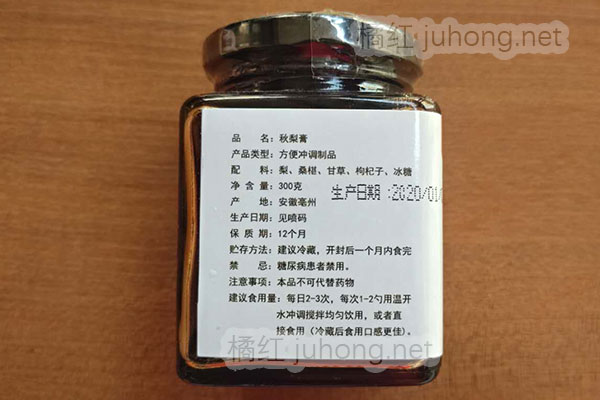 橘红 juhong.net
品 名：秋梨膏
产品类型：方便冲调制品
配 料：梨、桑椹、甘草、枸杞子、冰糖
净 含 量：300克
生产日期：2020/01
产 地：安徽亳州
生产日期：见喷码
保 质 期：12个月
贮存方法：建议冷藏，开封后一个月内食完
禁 忌：糖尿病患者禁用。
注意事项：本品不可代替药物
建议食用量：每日2-3次，每次1-2勺用温开
水冲调搅拌均匀饮用，或者直
接食用（冷藏后食用口感更佳）。
橘红 juhong.net